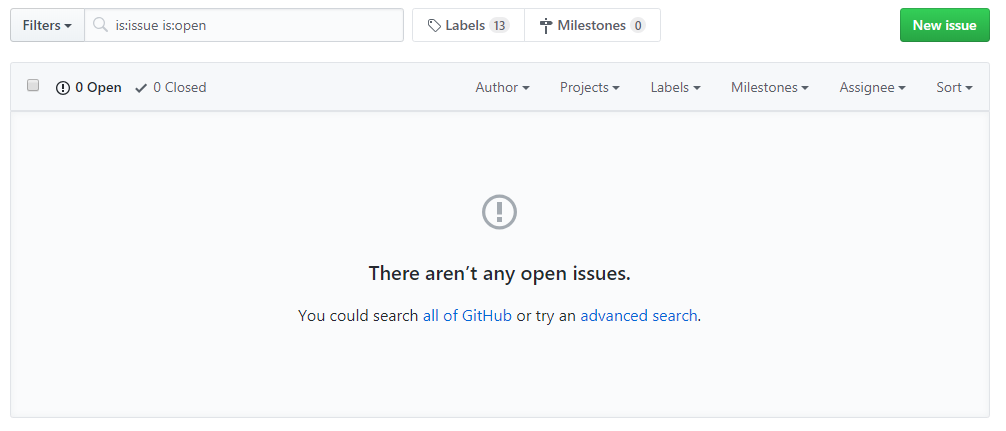 Filters is:issue is:open Labels 13 Milestones 0 New issue
0 Open 0 Closed Author Projects Labels Milestones Assignee Sort
There aren’t any open issues.
You could search all of GitHub or try an advanced search.